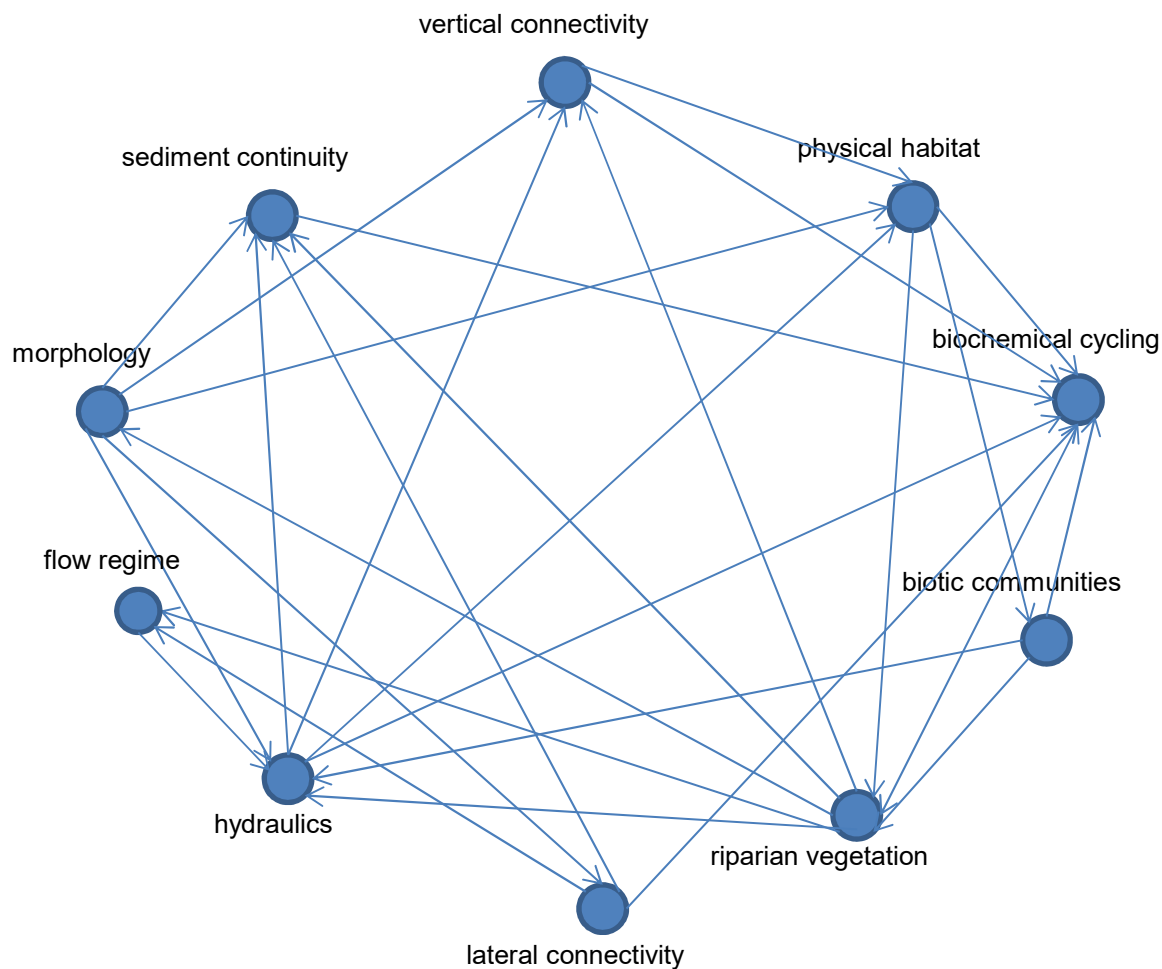 vertical connectivity
physical habitat
sediment continuity
biochemical cycling
morphology
flow regime
biotic communities
hydraulics
riparian vegetation
lateral connectivity